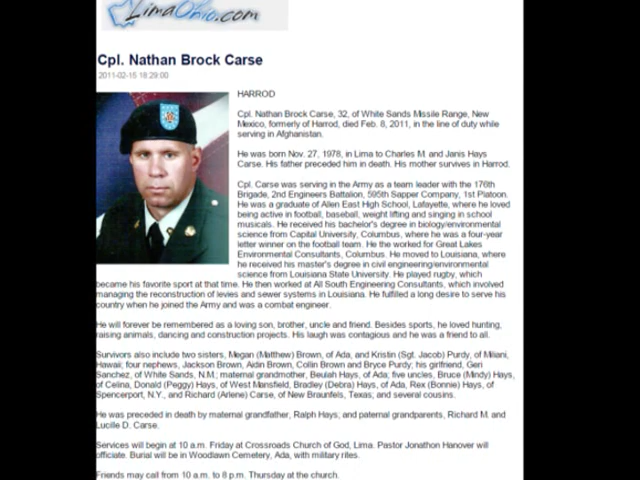 LimaOhio.com
Cpl. Nathan Brock Carse
2011-02-15 18:29:00
HARROD
Cpl. Nathan Brock Carse, 32, of White Sands Missile Range, New
Mexico, formerly of Harrod, died Feb. 8, 2011, in the line of duty while
serving in Afghanistan.
He was born Nov. 27, 1978, in Lima to Charles M. and Janis Hays
Carse. His father preceded him in death. His mother survives in Harrod.
Cpl. Carse was serving in the Army as a team leader with the 176th
Brigade, 2nd Engineers Battalion, 595th Sapper Company, 1st Platoon.
He was a graduate of Allen East High School, Lafayette, where he loved
being active in football, baseball, weight lifting and singing in school
musicals. He received his bachelor's degree in biology/environmental
science from Capital University, Columbus, where he was a four-year
letter winner on the football team. He the worked for Great Lakes
Environmental Consultants, Columbus. He moved to Louisiana, where
he received his master's degree in civil engineering/environmental
science from Louisiana State University. He played rugby, which
became his favorite sport at that time. He then worked at All South Engineering Consultants, which involved
managing the reconstruction of levies and sewer systems in Louisiana. He fulfilled a long desire to serve his
country when he joined the Army and was a combat engineer.
He will forever be remembered as a loving son, brother, uncle and friend. Besides sports, he loved hunting,
raising animals, dancing and construction projects. His laugh was contagious and he was a friend to all.
Survivors also include two sisters, Megan (Matthew) Brown, of Ada, and Kristin (Sgt. Jacob) Purdy, of Miliani,
Hawaii; four nephews, Jackson Brown, Aidin Brown, Collin Brown and Bryce Purdy; his girlfriend, Geri
Sanchez, of White Sands, N.M.; maternal grandmother, Beulah Hays, of Ada; five uncles, Bruce (Mindy) Hays,
of Celina, Donald (Peggy) Hays, of West Mansfield, Bradley (Debra) Hays, of Ada, Rex (Bonnie) Hays, of
Spencerport, N.Y., and Richard (Arlene) Carse, of New Braunfels, Texas; and several cousins.
He was preceded in death by maternal grandfather, Ralph Hays; and paternal grandparents, Richard M. and
Lucille D. Carse.
Services will begin at 10 a.m. Friday at Crossroads Church of God, Lima. Pastor Jonathon Hanover will
officiate. Burial will be in Woodlawn Cemetery, Ada, with military rites.
Friends may call from 10 a.m. to 8 p.m. Thursday at the church.